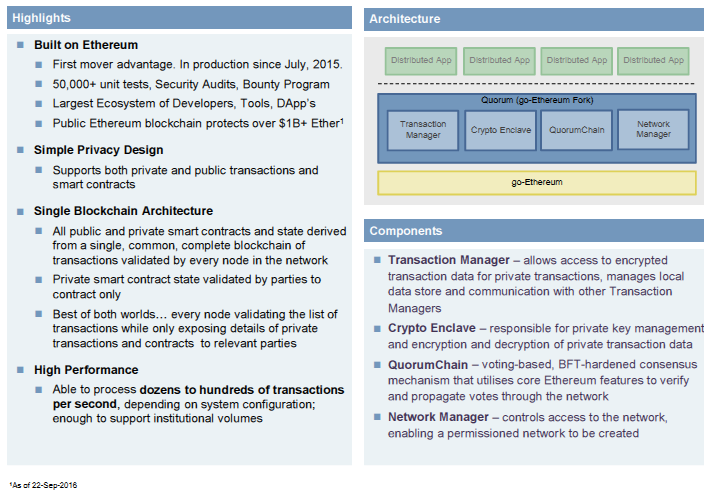 Highlights
Built on Ethereum
First mover advantage. In production since July, 2015.
50,000+ unit tests, Security Audits, Bounty Program
Largest Ecosystem of Developers, Tools, DApp's
Public Ethereum blockchain protects over $1B+ Ether¹
Simple Privacy Design
Supports both private and public transactions and
smart contracts
Single Blockchain Architecture
All public and private smart contracts and state derived
from a single, common, complete blockchain of
transactions validated by every node in the network
Private smart contract state validated by parties to
contract only
Best of both worlds… every node validating the list of
transactions while only exposing details of private
transactions and contracts to relevant parties
High Performance
Able to process dozens to hundreds of transactions
per second, depending on system configuration;
enough to support institutional volumes
¹As of 22-Sep-2016
Architecture
Distributed App Distributed App Distributed App Distributed App
Quorum (go-Ethereum Fork)
Transaction
Manager
Crypto Enclave
QuorumChain
Network
Manager
go-Ethereum
Components
Transaction Manager – allows access to encrypted
transaction data for private transactions, manages local
data store and communication with other Transaction
Managers
Crypto Enclave – responsible for private key management
and encryption and decryption of private transaction data
QuorumChain – voting-based, BFT-hardened consensus
mechanism that utilises core Ethereum features to verify
and propagate votes through the network
Network Manager – controls access to the network,
enabling a permissioned network to be created